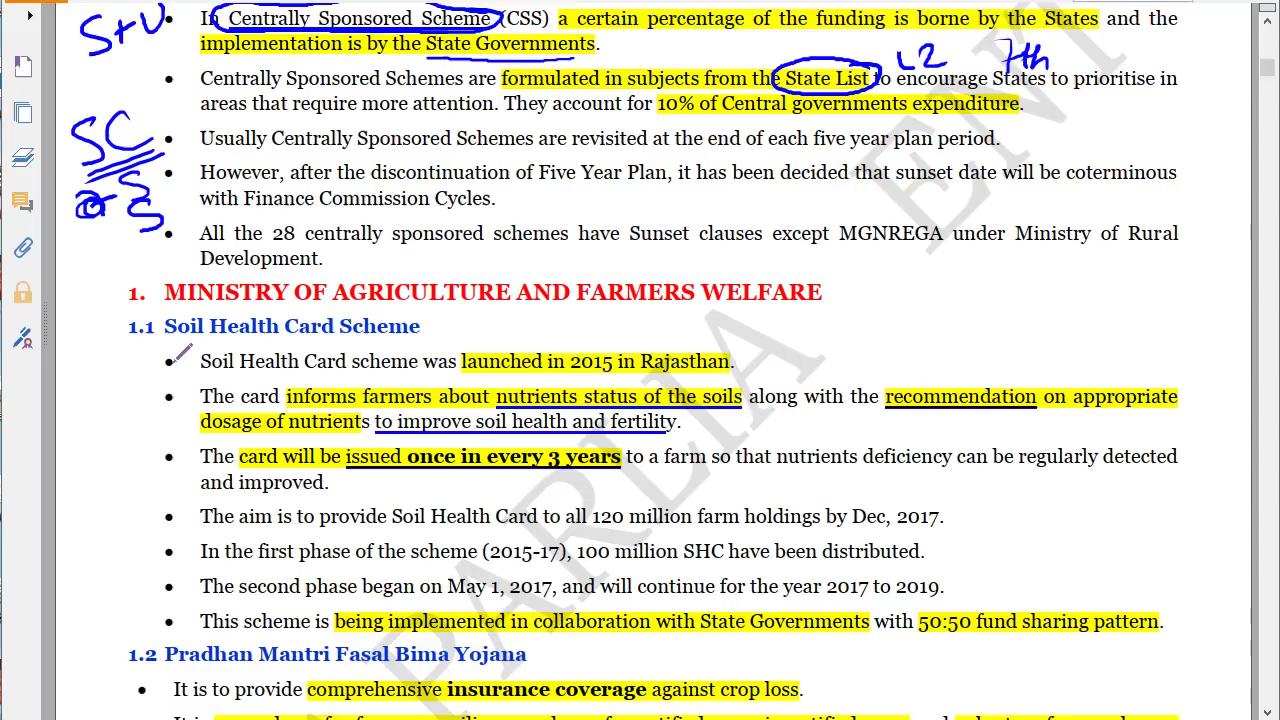 In Centrally Sponsored Scheme (CSS) a certain percentage of the funding is borne by the States and the
implementation is by the State Governments.
S+U
L2 7th
Centrally Sponsored Schemes are formulated in subjects from the State List to encourage States to prioritise in
areas that require more attention. They account for 10% of Central governments expenditure.
SC
Usually Centrally Sponsored Schemes are revisited at the end of each five year plan period.
However, after the discontinuation of Five Year Plan, it has been decided that sunset date will be coterminous
with Finance Commission Cycles.
All the 28 centrally sponsored schemes have Sunset clauses except MGNREGA under Ministry of Rural
Development.
1. MINISTRY OF AGRICULTURE AND FARMERS WELFARE
1.1 Soil Health Card Scheme
Soil Health Card scheme was launched in 2015 in Rajasthan.
The card informs farmers about nutrients status of the soils along with the recommendation on appropriate
dosage of nutrients to improve soil health and fertility.
The card will be issued once in every 3 years to a farm so that nutrients deficiency can be regularly detected
and improved.
The aim is to provide Soil Health Card to all 120 million farm holdings by Dec, 2017.
In the first phase of the scheme (2015-17), 100 million SHC have been distributed.
The second phase began on May 1, 2017, and will continue for the year 2017 to 2019.
This scheme is being implemented in collaboration with State Governments with 50:50 fund sharing pattern.
1.2 Pradhan Mantri Fasal Bima Yojana
It is to provide comprehensive insurance coverage against crop loss.